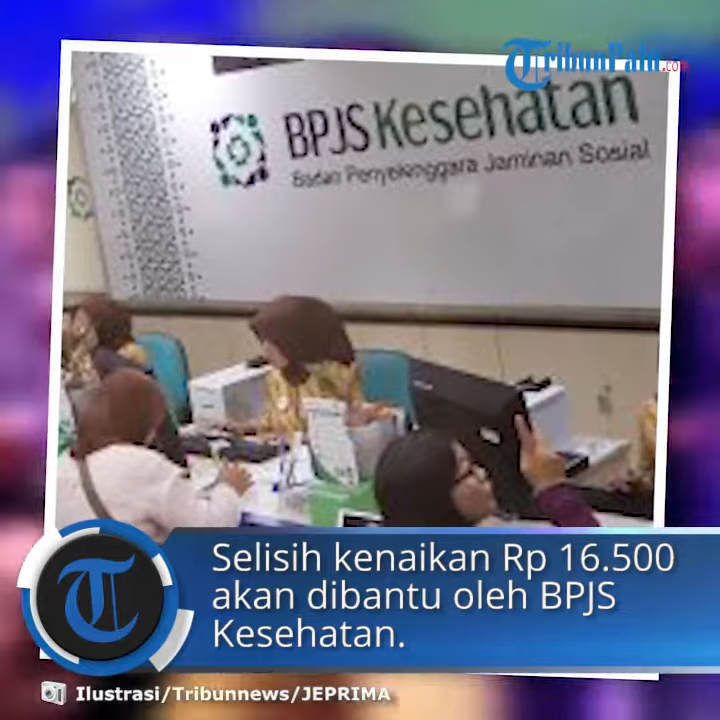 TribunPalu.com
BPJS Kesehatan
Badan Penyelenggara Jaminan Sosial
Selisih kenaikan Rp 16.500
akan dibantu oleh BPJS
Kesehatan.
Ilustrasi/Tribunnews/JEPRIMA